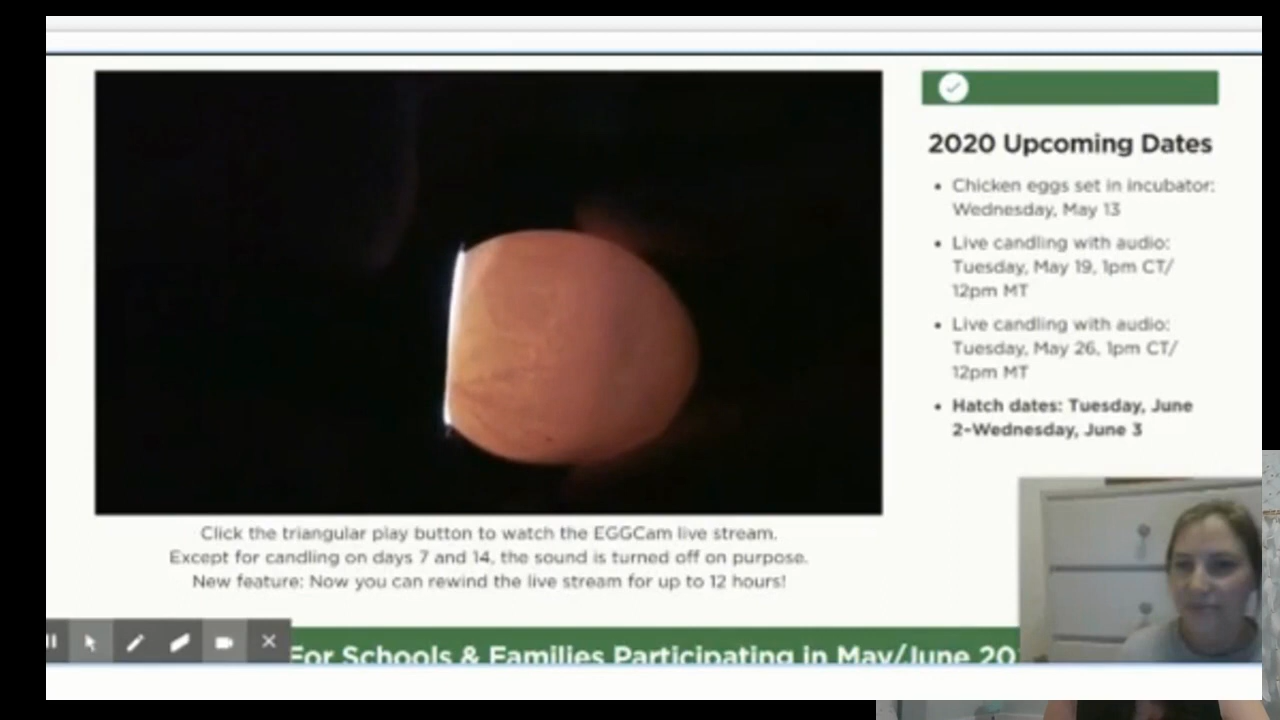 2020 Upcoming Dates
• Chicken eggs set in incubator:
Wednesday, May 13
• Live candling with audio:
Tuesday, May 19, 1pm CT/
12pm MT
• Live candling with audio:
Tuesday, May 26, 1pm CT/
12pm MT
• Hatch dates: Tuesday, June
2-Wednesday, June 3
Click the triangular play button to watch the EGGCam live stream.
Except for candling on days 7 and 14, the sound is turned off on purpose.
New feature: Now you can rewind the live stream for up to 12 hours!
For Schools & Families Participating in May/June 20